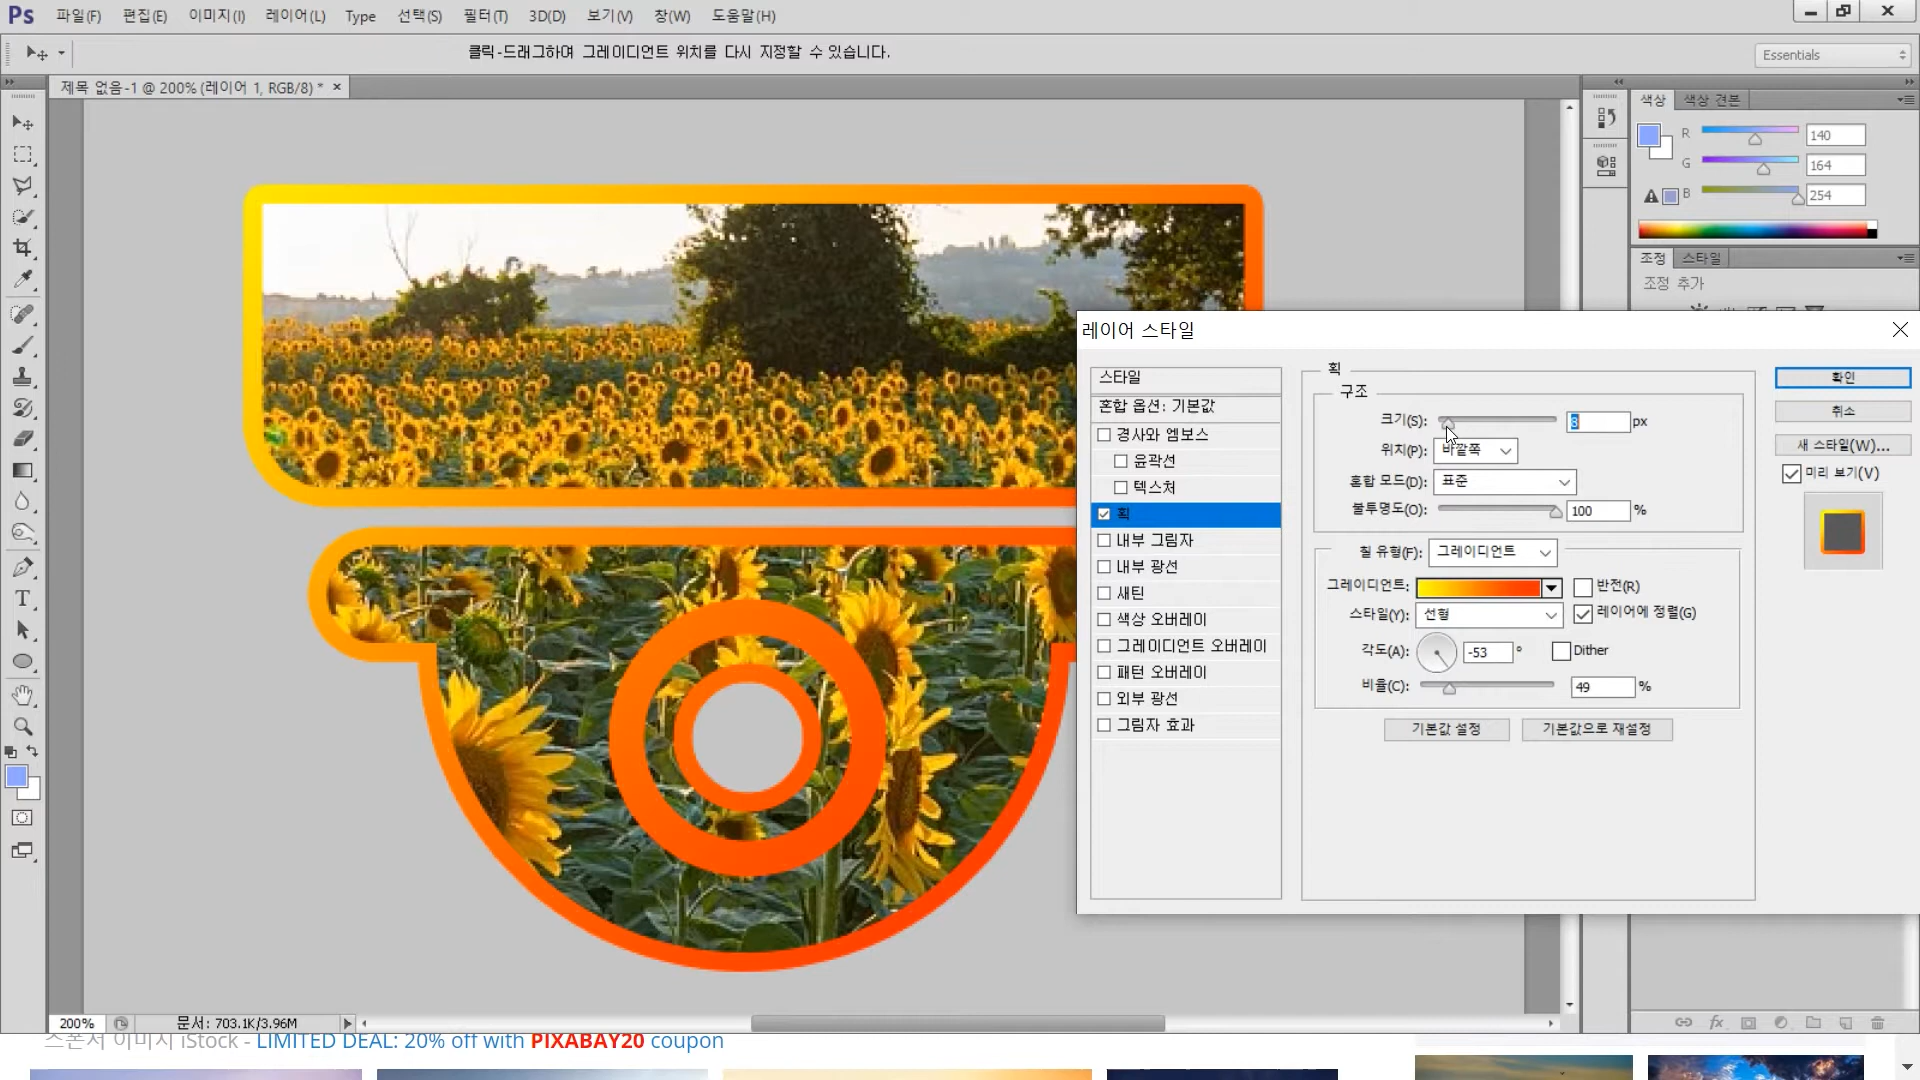 Ps 파일(F) 편집(E) 이미지(I) 레이어(L) Type 선택(S) 필터(T) 3D(D) 보기(V) 창(W) 도움말(H)
클릭-드래그하여 그레이디언트 위치를 다시 지정할 수 있습니다.
Essentials
제목 없음-1 @ 200% (레이어 1, RGB/8) * ×
색상 색상 견본
R 140
G 164
B 254
조정 스타일
조정 추가
레이어 스타일
스타일
혼합 옵션: 기본값
경사와 엠보스
윤곽선
텍스처
획
내부 그림자
내부 광선
새틴
색상 오버레이
그레이디언트 오버레이
패턴 오버레이
외부 광선
그림자 효과
획
구조
크기(S): 8 px
위치(P): 바깥쪽
혼합 모드(D): 표준
불투명도(O): 100 %
칠 유형(F): 그레이디언트
그레이디언트: 반전(R)
스타일(Y): 선형 레이어에 정렬(G)
각도(A): -53 ° Dither
비율(C): 49 %
기본값 설정 기본값으로 재설정
확인
취소
새 스타일(W)...
미리 보기(V)
200% 문서: 703.1K/3.96M
fx
스폰서 이미지 iStock - LIMITED DEAL: 20% off with PIXABAY20 coupon